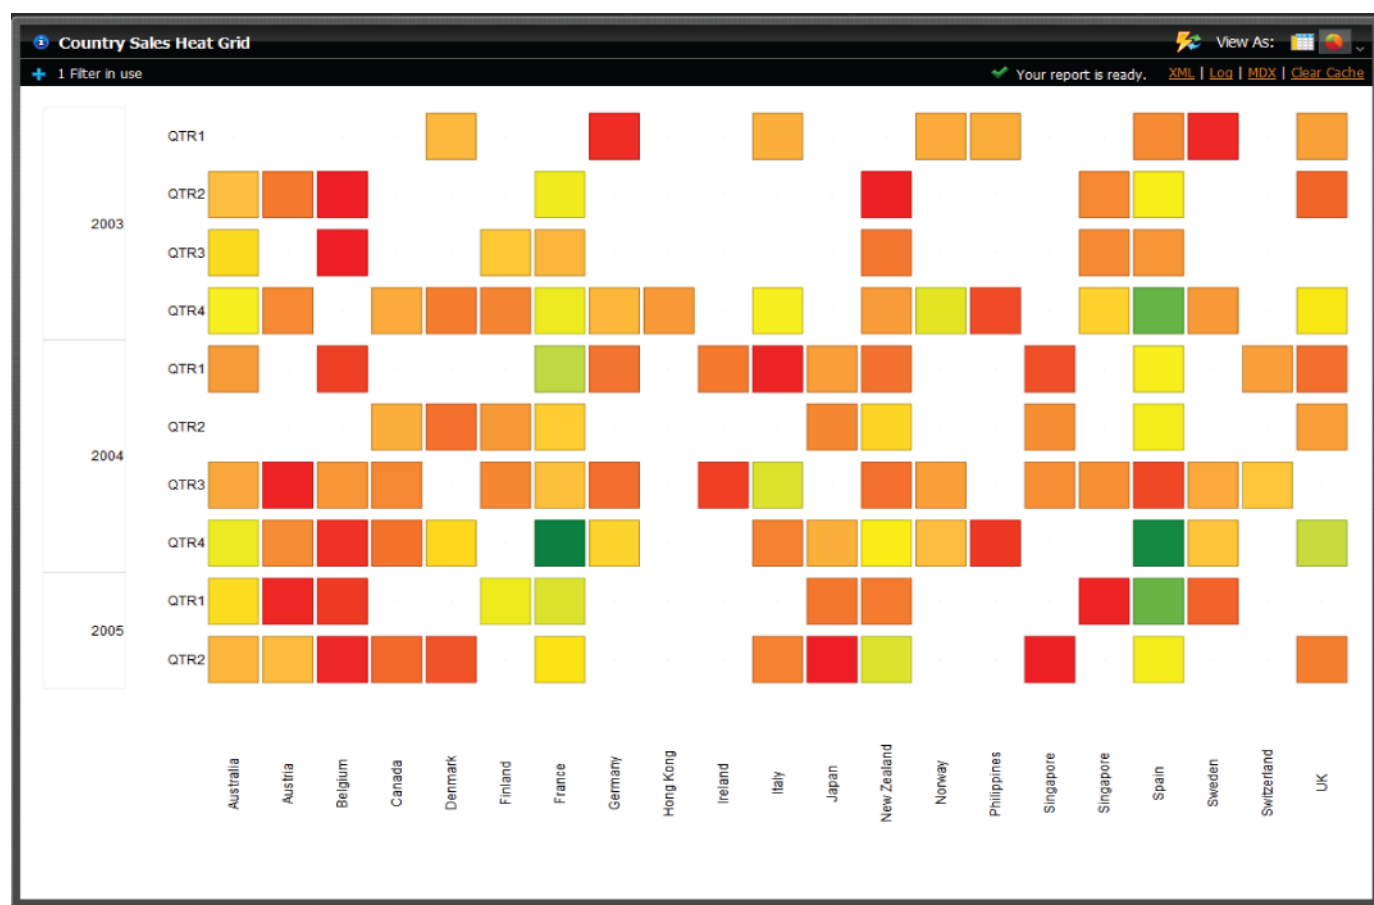 Country Sales Heat Grid
View As:
1 Filter in use
Your report is ready. XML | Log | MDX | Clear Cache
2003
QTR1
QTR2
QTR3
QTR4
2004
QTR1
QTR2
QTR3
QTR4
2005
QTR1
QTR2
Australia
Austria
Belgium
Canada
Denmark
Finland
France
Germany
Hong Kong
Ireland
Italy
Japan
New Zealand
Norway
Philippines
Singapore
Singapore
Spain
Sweden
Switzerland
UK